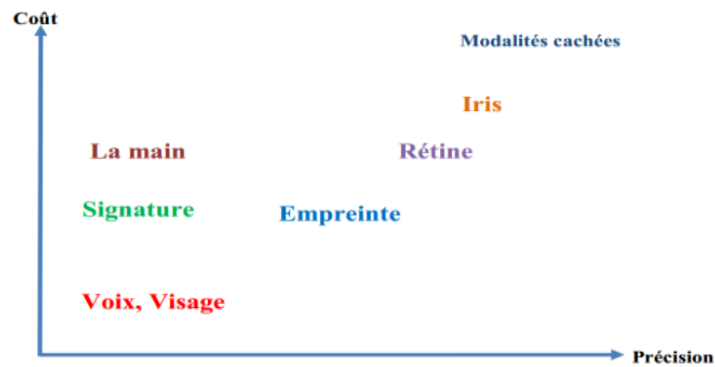 Coût
Modalités cachées
Iris
La main
Rétine
Signature
Empreinte
Voix, Visage
Précision